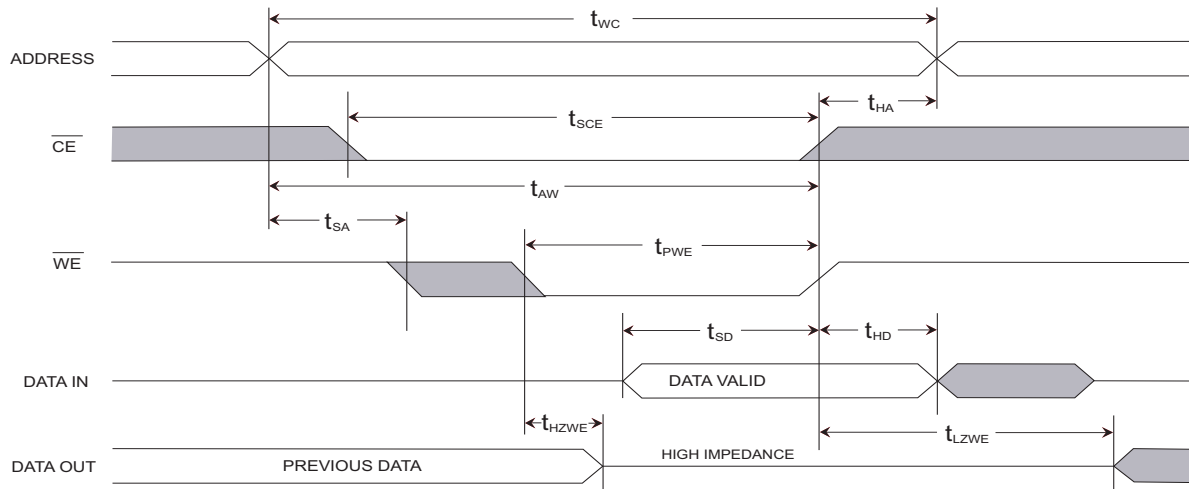 tWC
ADDRESS
tHA
tSCE
CE
tAW
tSA
tPWE
WE
tSD
tHD
DATA IN
DATA VALID
tHZWE
tLZWE
DATA OUT
PREVIOUS DATA
HIGH IMPEDANCE